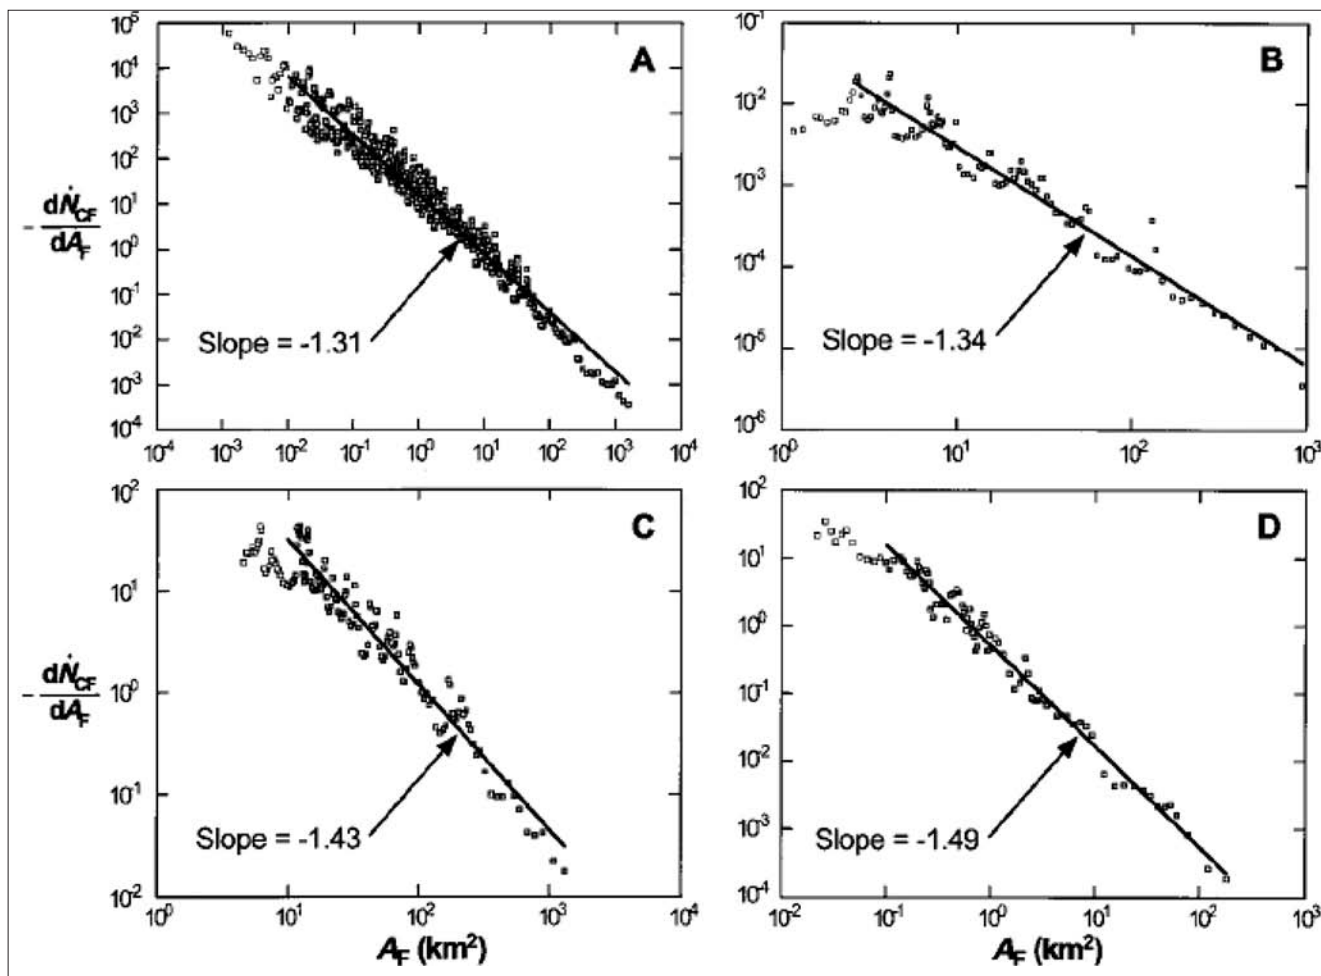 A
10^5
10^4
10^3
10^2
10^1
10^0
10^-1
10^-2
10^-3
10^4
- dṄ_CF / dA_F
Slope = -1.31
10^-4 10^-3 10^-2 10^-1 10^0 10^1 10^2 10^3 10^4
B
10^-1
10^-2
10^-3
10^-4
10^-5
10^-6
Slope = -1.34
10^0 10^1 10^2 10^3
C
10^2
10^1
10^0
10^-1
10^-2
- dṄ_CF / dA_F
Slope = -1.43
10^0 10^1 10^2 10^3 10^4
A_F (km^2)
D
10^2
10^1
10^0
10^-1
10^-2
10^-3
10^-4
Slope = -1.49
10^-2 10^-1 10^0 10^1 10^2 10^3
A_F (km^2)